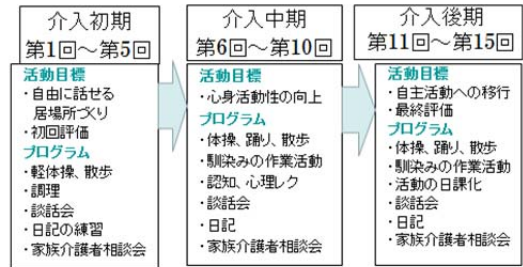 介入初期
第1回～第5回
活動目標
・自由に話せる
居場所づくり
・初回評価
プログラム
・軽体操、散歩
・調理
・談話会
・日記の練習
・家族介護者相談会
介入中期
第6回～第10回
活動目標
・心身活動性の向上
プログラム
・体操、踊り、散歩
・馴染みの作業活動
・認知、心理レク
・談話会
・日記
・家族介護者相談会
介入後期
第11回～第15回
活動目標
・自主活動への移行
・最終評価
プログラム
・体操、踊り、散歩
・馴染みの作業活動
・活動の日課化
・談話会
・日記
・家族介護者相談会